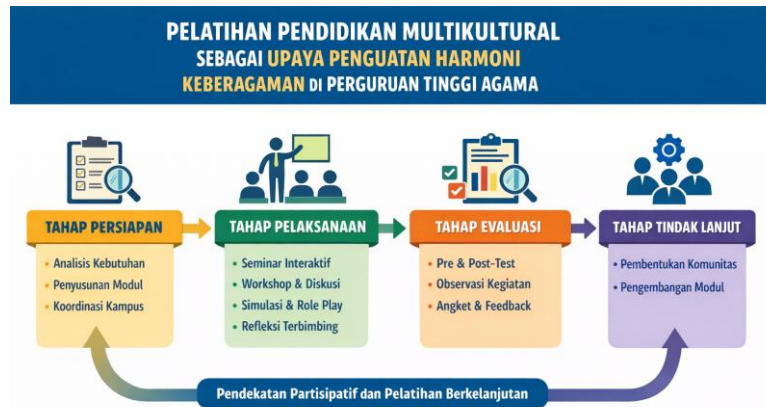 PELATIHAN PENDIDIKAN MULTIKULTURAL
SEBAGAI UPAYA PENGUATAN HARMONI
KEBERAGAMAN DI PERGURUAN TINGGI AGAMA
TAHAP PERSIAPAN
• Analisis Kebutuhan
• Penyusunan Modul
• Koordinasi Kampus
TAHAP PELAKSANAAN
• Seminar Interaktif
• Workshop & Diskusi
• Simulasi & Role Play
• Refleksi Terbimbing
TAHAP EVALUASI
• Pre & Post-Test
• Observasi Kegiatan
• Angket & Feedback
TAHAP TINDAK LANJUT
• Pembentukan Komunitas
• Pengembangan Modul
Pendekatan Partisipatif dan Pelatihan Berkelanjutan